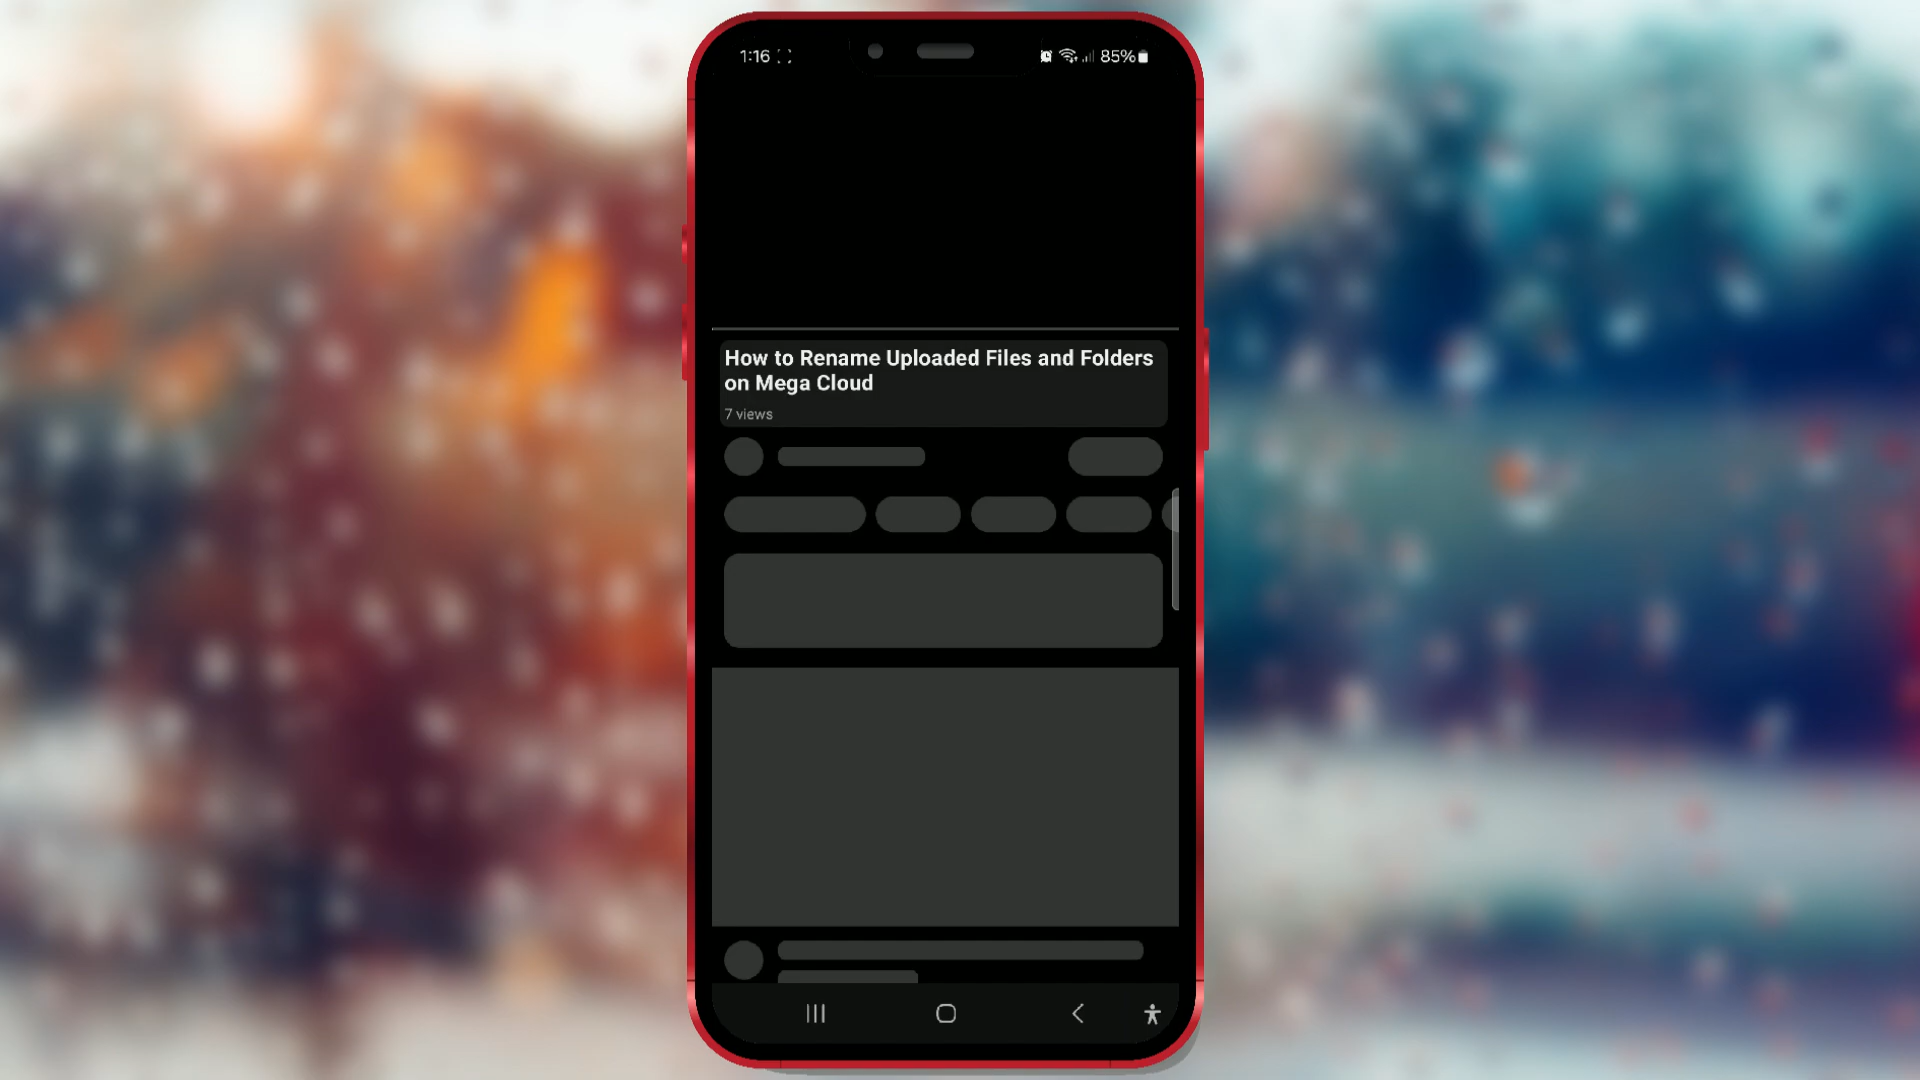 1:16
85%
How to Rename Uploaded Files and Folders
on Mega Cloud
7 views